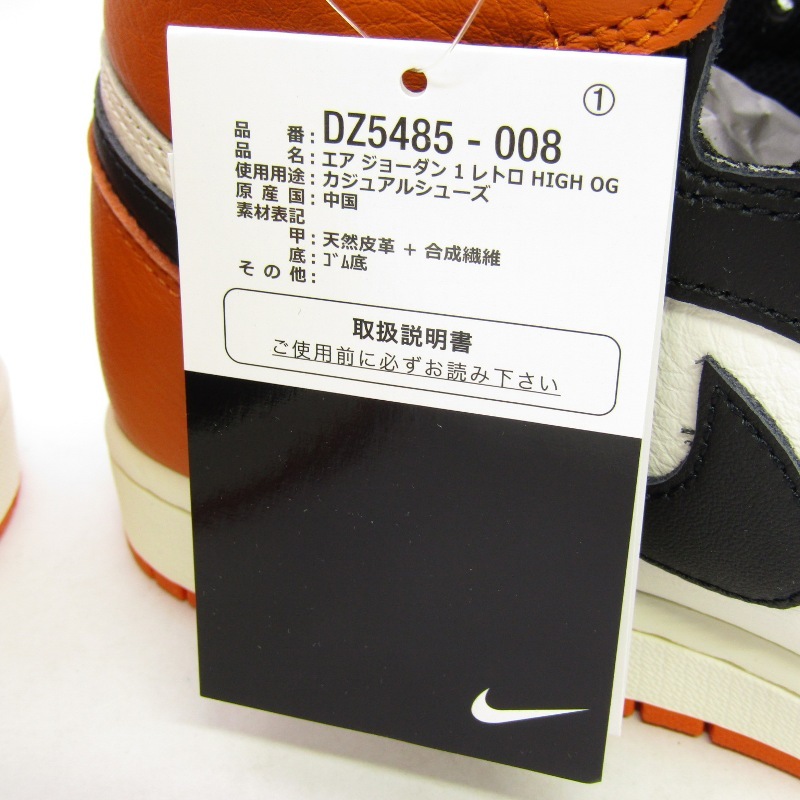 ①
品番：DZ5485 - 008
品名：エア ジョーダン 1 レトロ HIGH OG
使用用途：カジュアルシューズ
原産国：中国
素材表記
甲：天然皮革 ＋ 合成繊維
底：ｺﾞﾑ底
その他：
取扱説明書
ご使用前に必ずお読み下さい